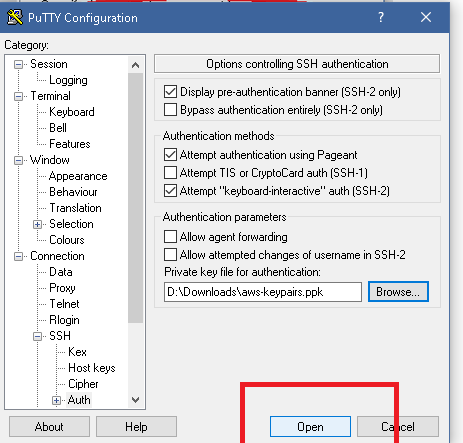 PuTTY Configuration
?
Category:
Session
Logging
Terminal
Keyboard
Bell
Features
Window
Appearance
Behaviour
Translation
Selection
Colours
Connection
Data
Proxy
Telnet
Rlogin
SSH
Kex
Host keys
Cipher
Auth
Options controlling SSH authentication
Display pre-authentication banner (SSH-2 only)
Bypass authentication entirely (SSH-2 only)
Authentication methods
Attempt authentication using Pageant
Attempt TIS or CryptoCard auth (SSH-1)
Attempt "keyboard-interactive" auth (SSH-2)
Authentication parameters
Allow agent forwarding
Allow attempted changes of username in SSH-2
Private key file for authentication:
D:\Downloads\aws-keypairs.ppk
Browse...
About
Help
Open
Cancel